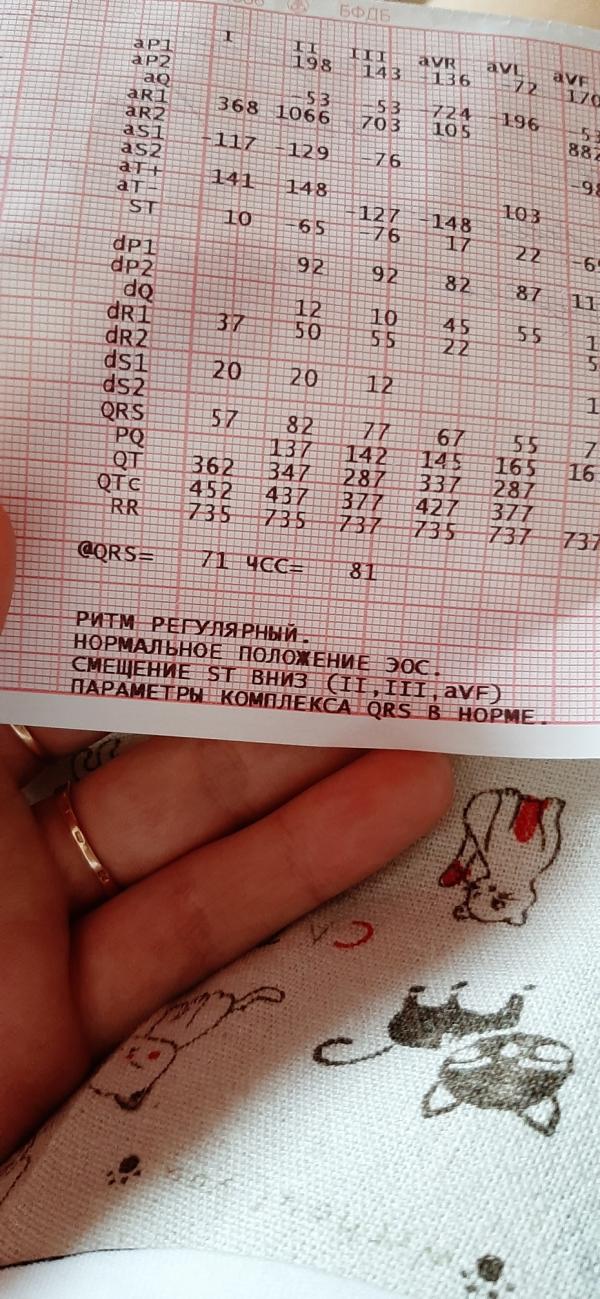 БФДБ
I II III aVR aVL aVF
aP1 198 143 -136 -72 170
aP2
aQ -53 -53 -724 -196 -53
aR1 368 1066 703 105 882
aR2
aS1 -117 -129 -76 -98
aS2
aT+ 141 148 103
aT- -127 -148
ST 10 -65 -76 17 22
dP1 92 92 82 87
dP2
dQ 12 10 45 55
dR1 37 50 55 22
dR2
dS1 20 20 12
dS2
QRS 57 82 77 67 55
PQ 137 142 145 165
QT 362 347 287 337 287
QTc 452 437 377 427 377
RR 735 735 737 735 737 737
@QRS= 71 ЧСС= 81
РИТМ РЕГУЛЯРНЫЙ.
НОРМАЛЬНОЕ ПОЛОЖЕНИЕ ЭОС.
СМЕЩЕНИЕ ST ВНИЗ (II,III,aVF)
ПАРАМЕТРЫ КОМПЛЕКСА QRS В НОРМЕ.